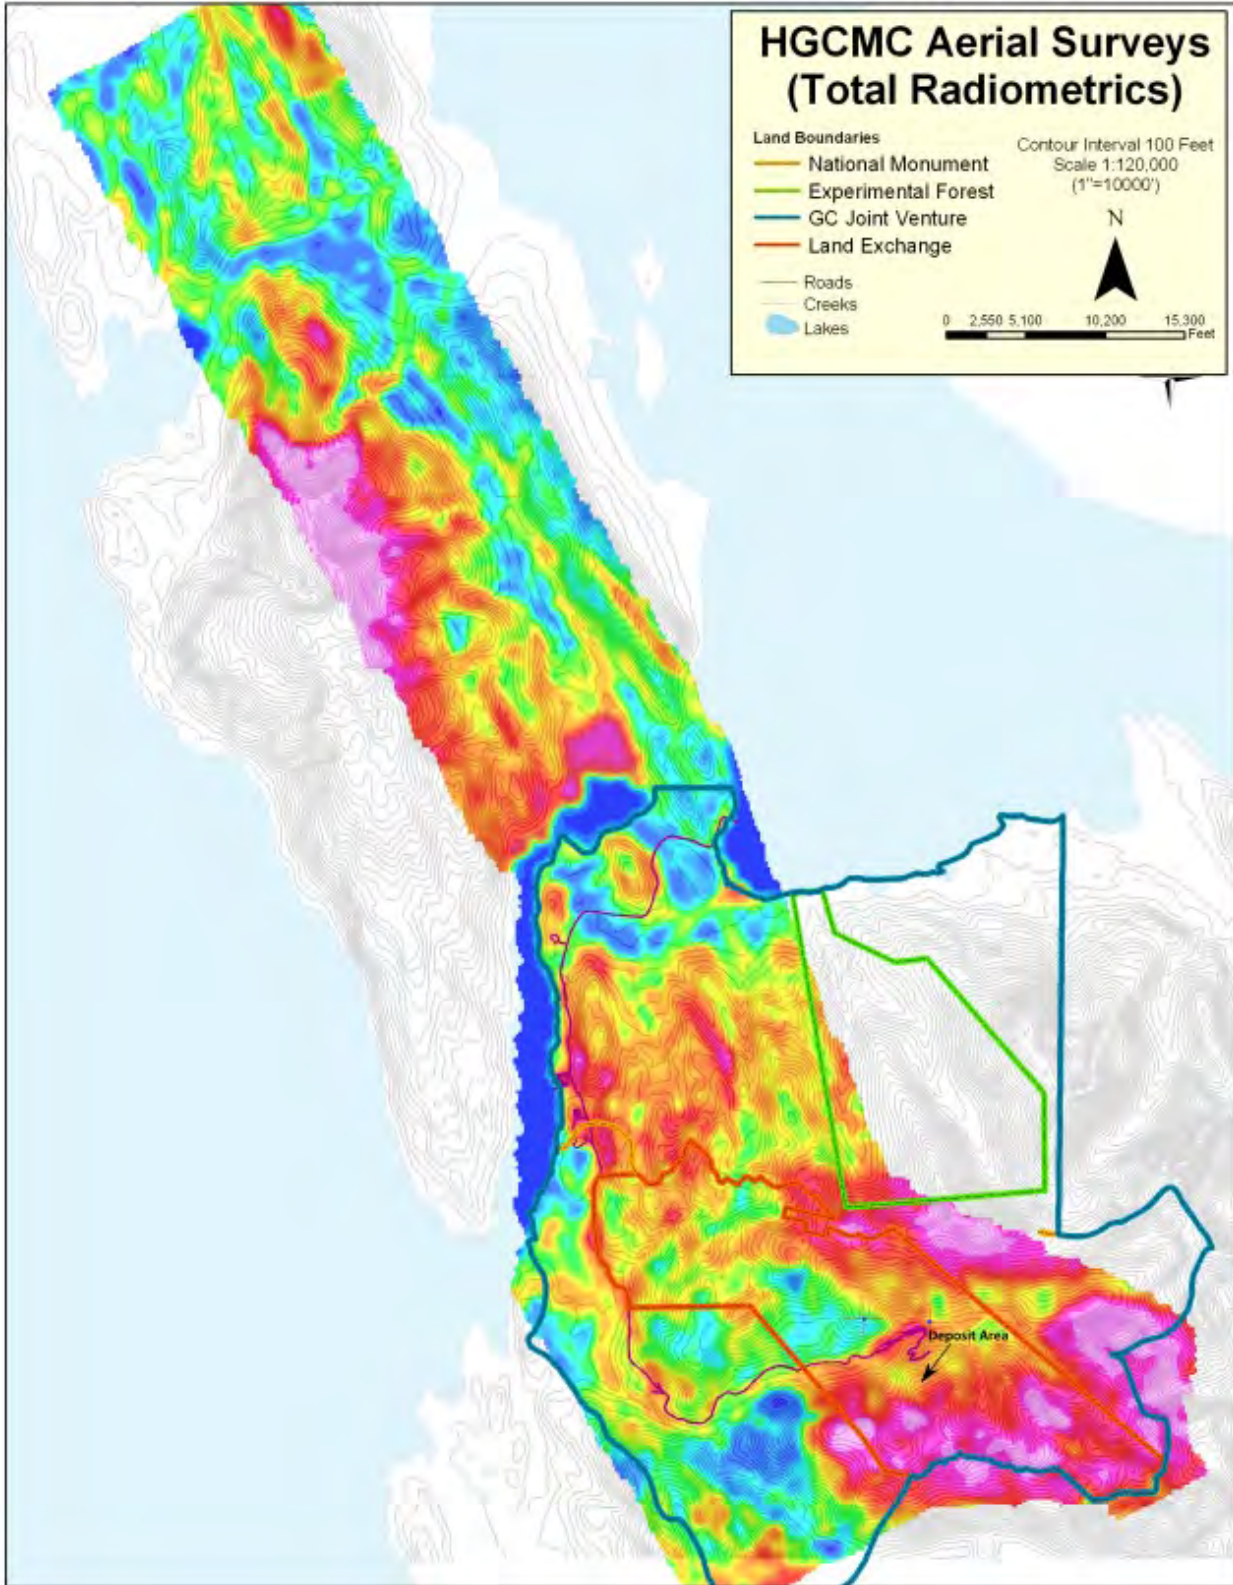 HGCMC Aerial Surveys
(Total Radiometrics)
Land Boundaries
National Monument
Experimental Forest
GC Joint Venture
Land Exchange
Roads
Creeks
Lakes
Contour Interval 100 Feet
Scale 1:120,000
(1"=10000')
N
0 2,550 5,100 10,200 15,300
Feet
Deposit Area